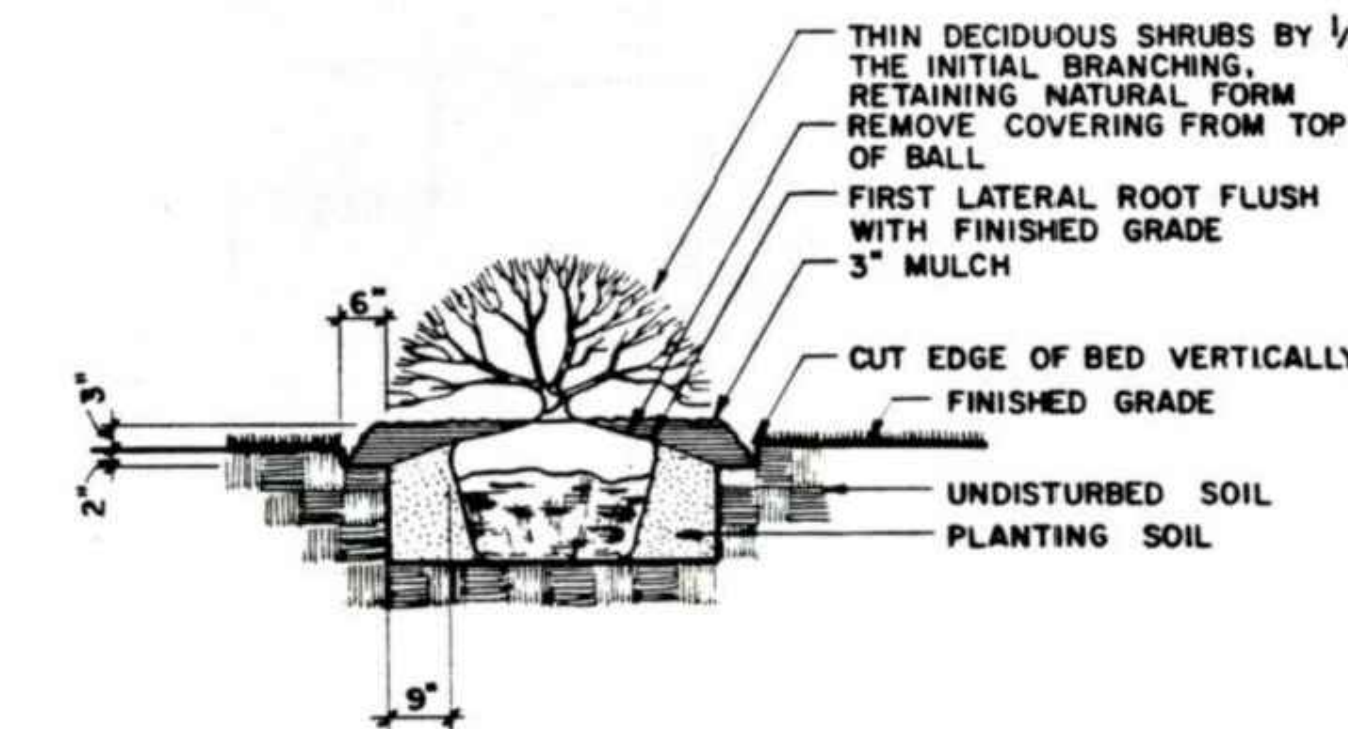 THIN DECIDUOUS SHRUBS BY 1/
THE INITIAL BRANCHING,
RETAINING NATURAL FORM
REMOVE COVERING FROM TOP
OF BALL
FIRST LATERAL ROOT FLUSH
WITH FINISHED GRADE
3" MULCH
6"
CUT EDGE OF BED VERTICALLY
3"
FINISHED GRADE
2"
UNDISTURBED SOIL
PLANTING SOIL
9"